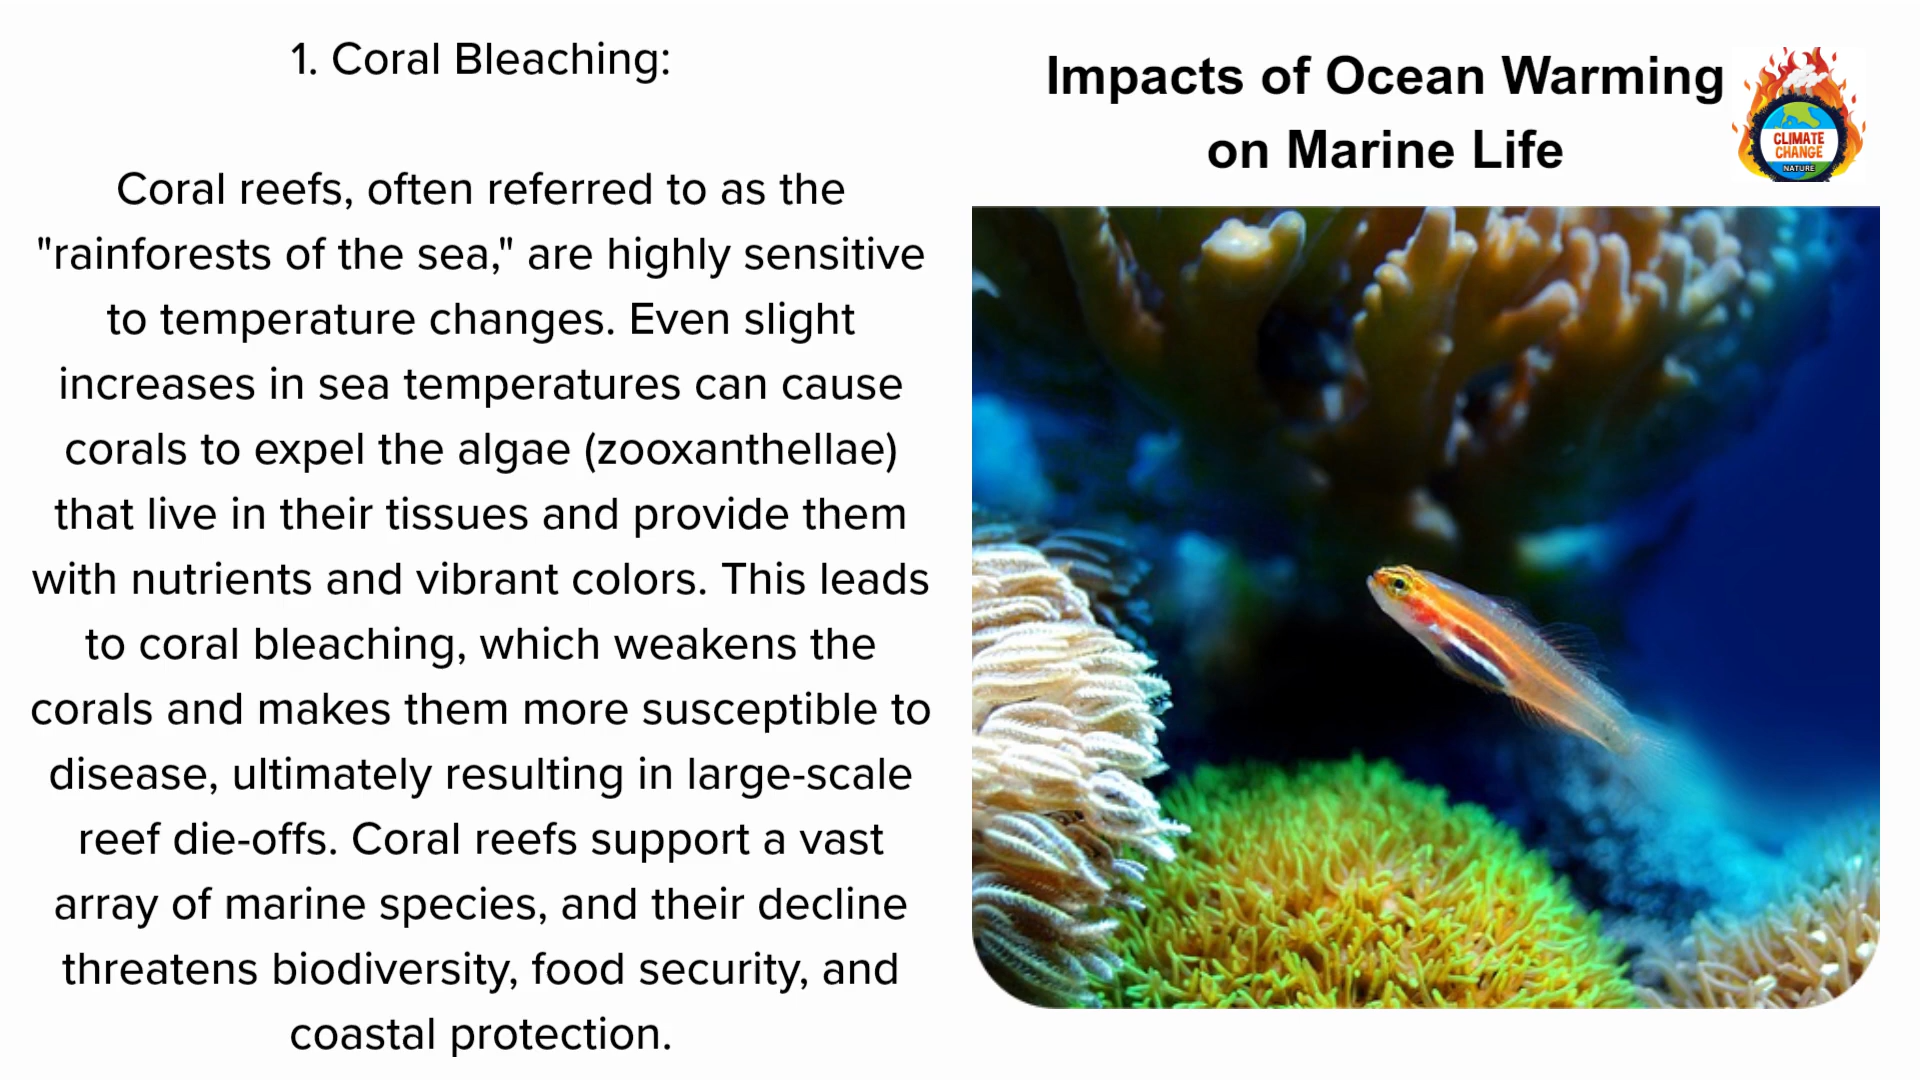 1. Coral Bleaching:
Coral reefs, often referred to as the
"rainforests of the sea," are highly sensitive
to temperature changes. Even slight
increases in sea temperatures can cause
corals to expel the algae (zooxanthellae)
that live in their tissues and provide them
with nutrients and vibrant colors. This leads
to coral bleaching, which weakens the
corals and makes them more susceptible to
disease, ultimately resulting in large-scale
reef die-offs. Coral reefs support a vast
array of marine species, and their decline
threatens biodiversity, food security, and
coastal protection.
Impacts of Ocean Warming
on Marine Life
CLIMATE
CHANGE
NATURE